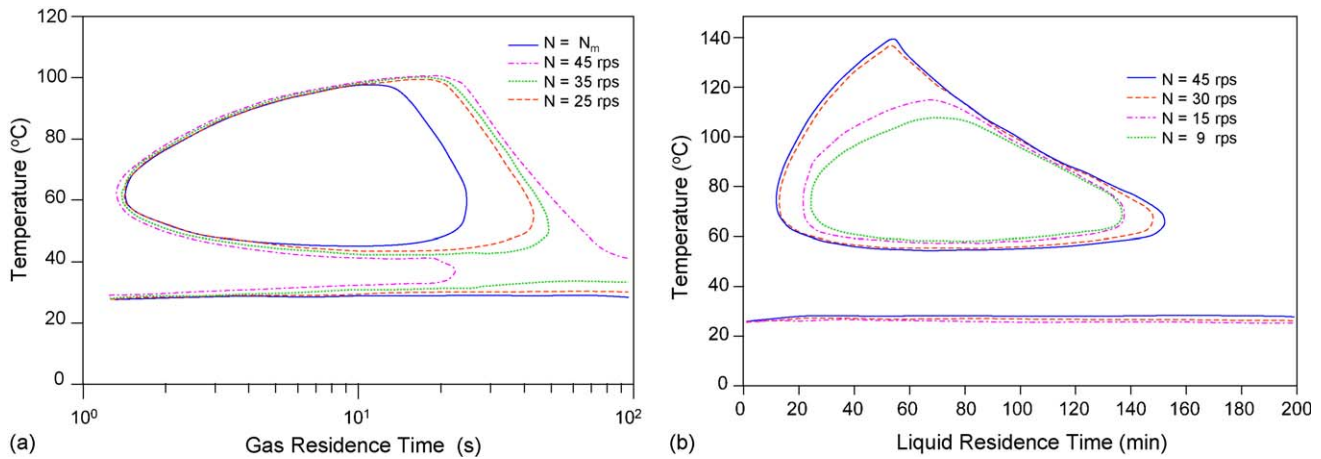 120
100
80
60
40
20
0
Temperature (°C)
10⁰
10¹
10²
Gas Residence Time (s)
(a)
N = Nₘ
N = 45 rps
N = 35 rps
N = 25 rps
140
120
100
80
60
40
20
0
Temperature (°C)
0 20 40 60 80 100 120 140 160 180 200
Liquid Residence Time (min)
(b)
N = 45 rps
N = 30 rps
N = 15 rps
N = 9 rps